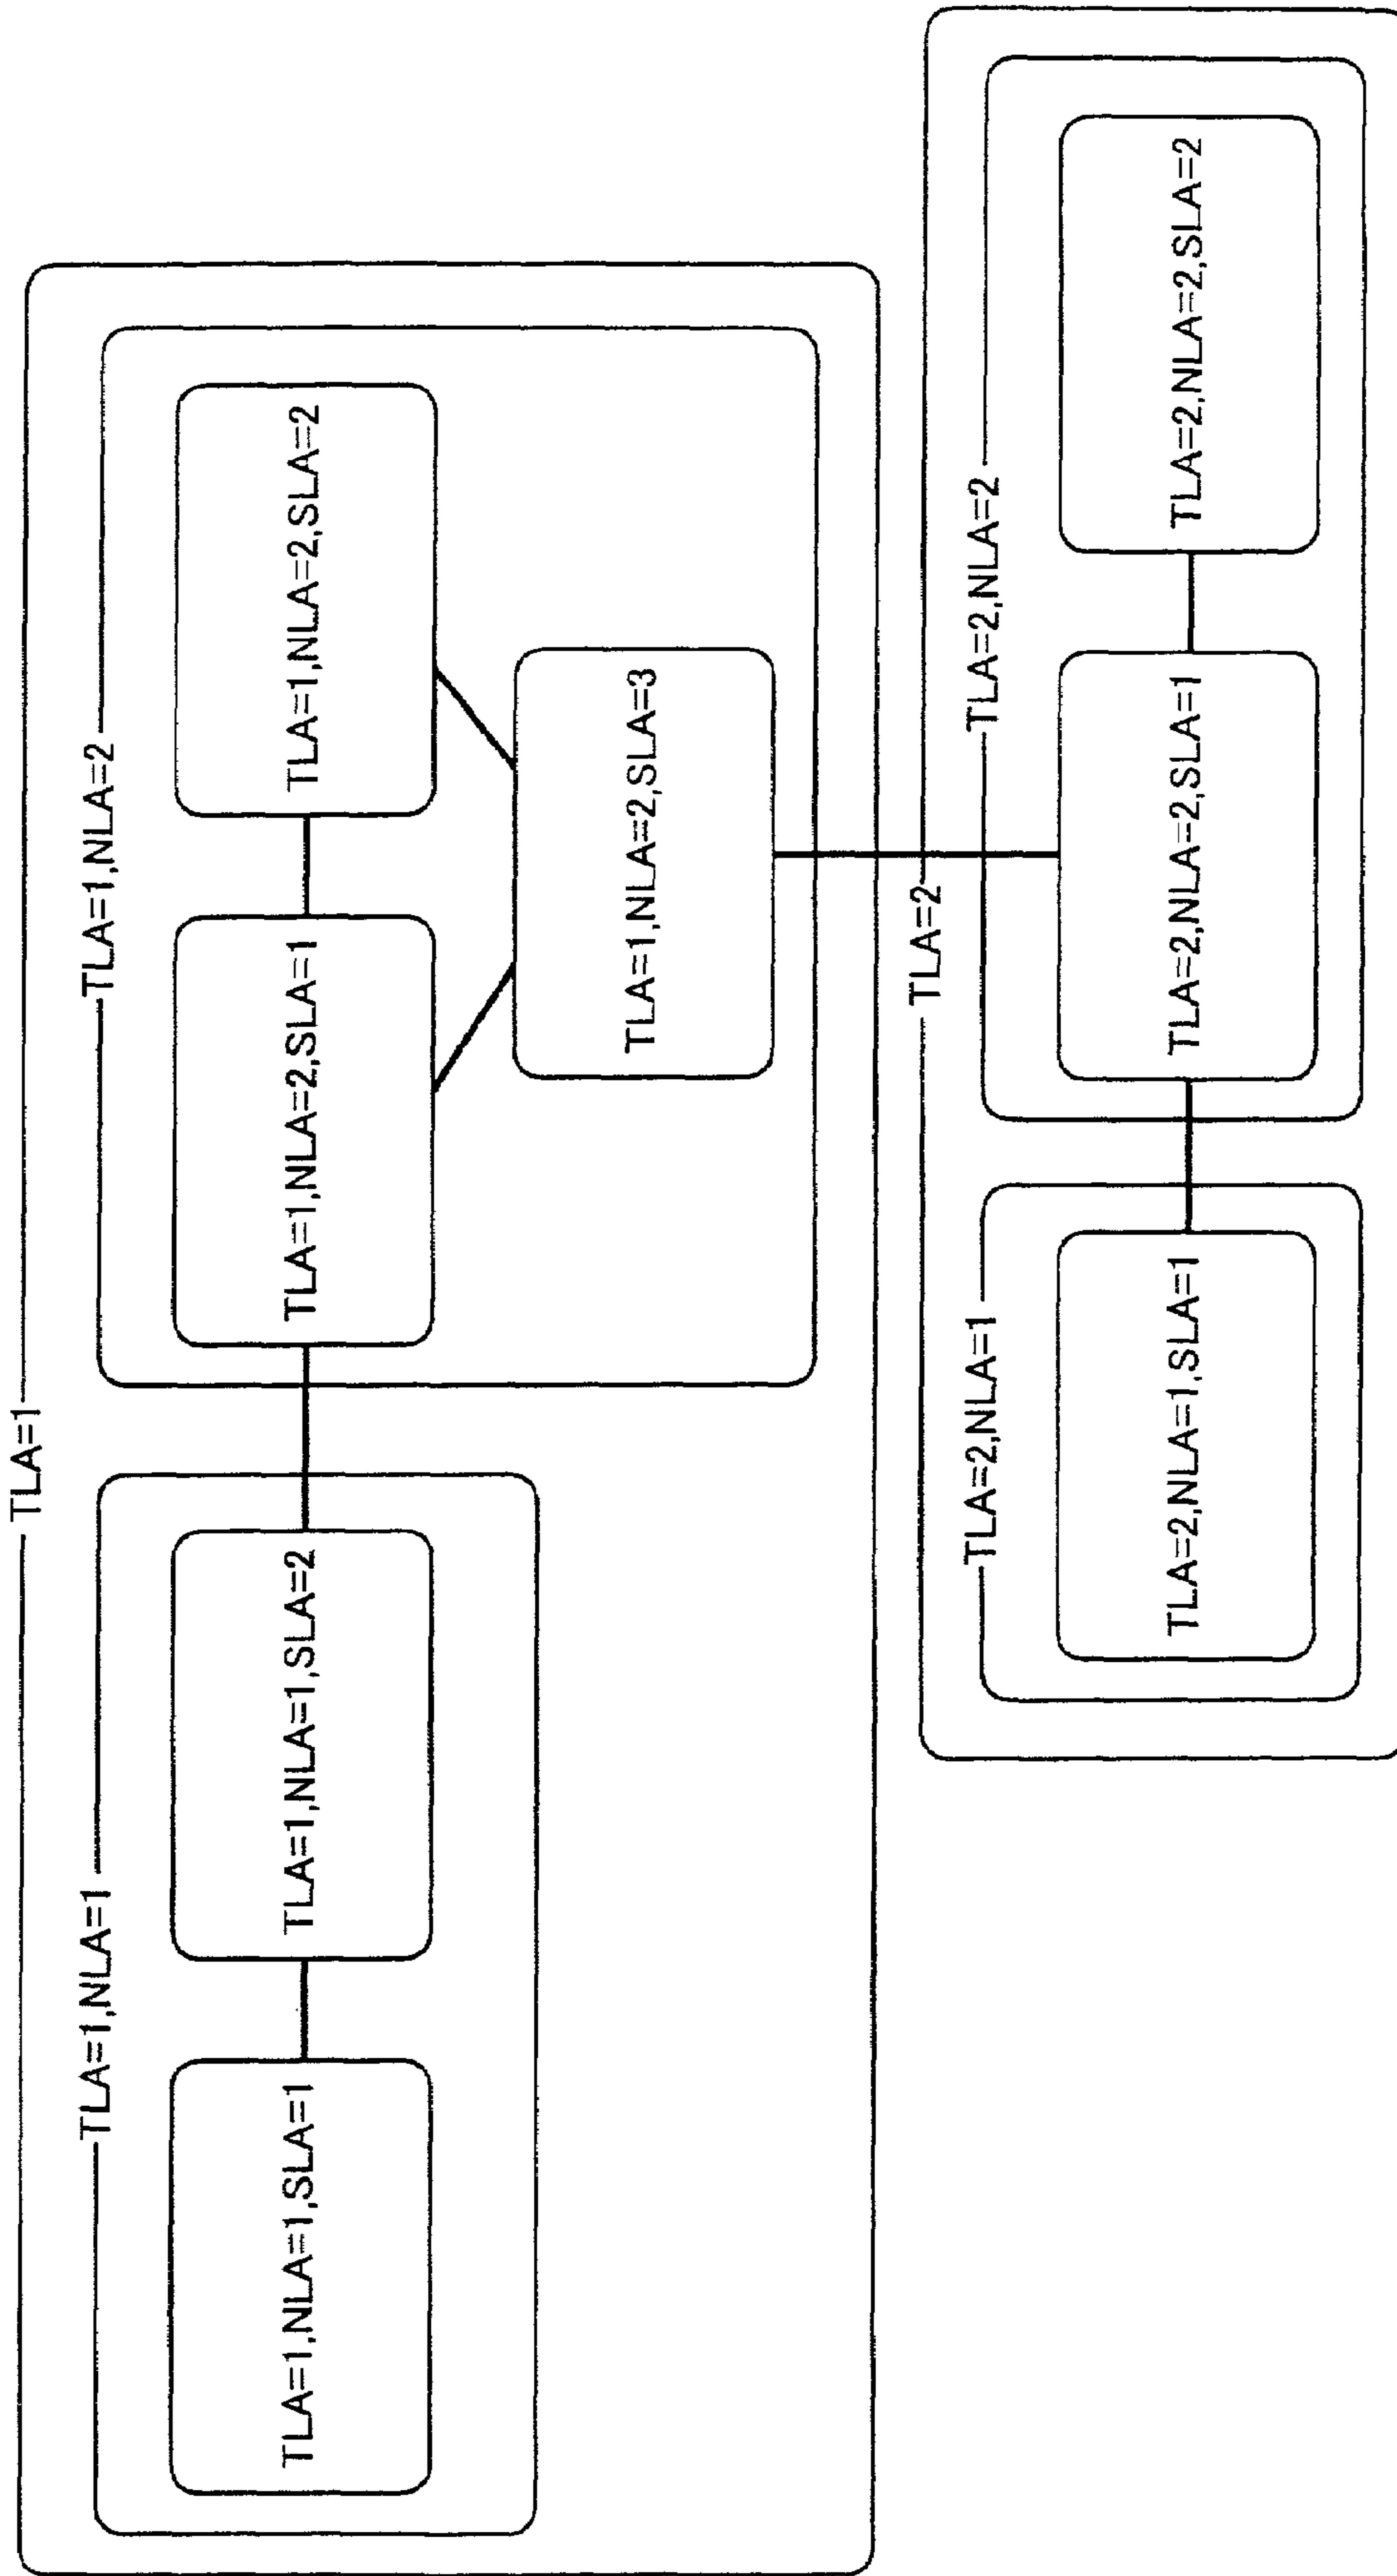 TLA=1
TLA=1,NLA=1
TLA=1,NLA=1,SLA=1
TLA=1,NLA=1,SLA=2
TLA=1,NLA=2
TLA=1,NLA=2,SLA=1
TLA=1,NLA=2,SLA=2
TLA=1,NLA=2,SLA=3
TLA=2
TLA=2,NLA=1
TLA=2,NLA=1,SLA=1
TLA=2,NLA=2
TLA=2,NLA=2,SLA=1
TLA=2,NLA=2,SLA=2